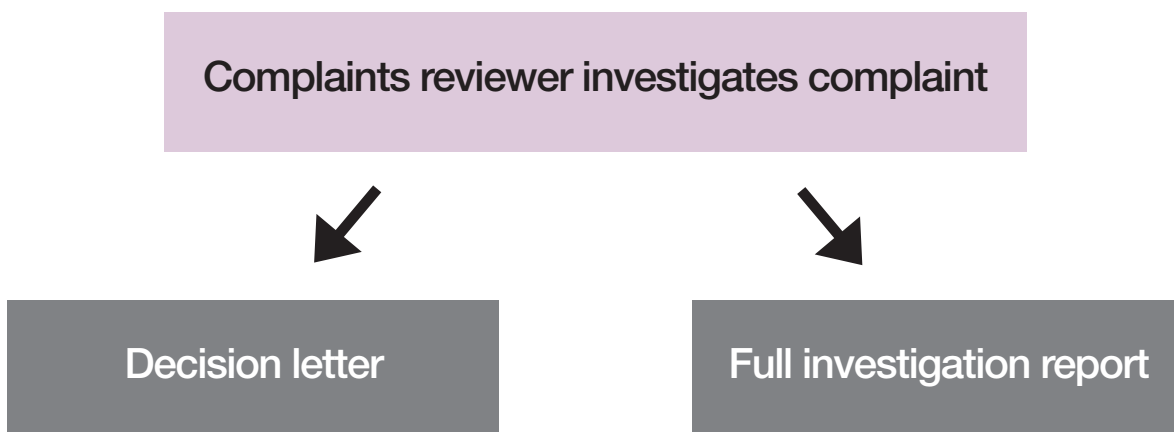 Complaints reviewer investigates complaint
Decision letter
Full investigation report